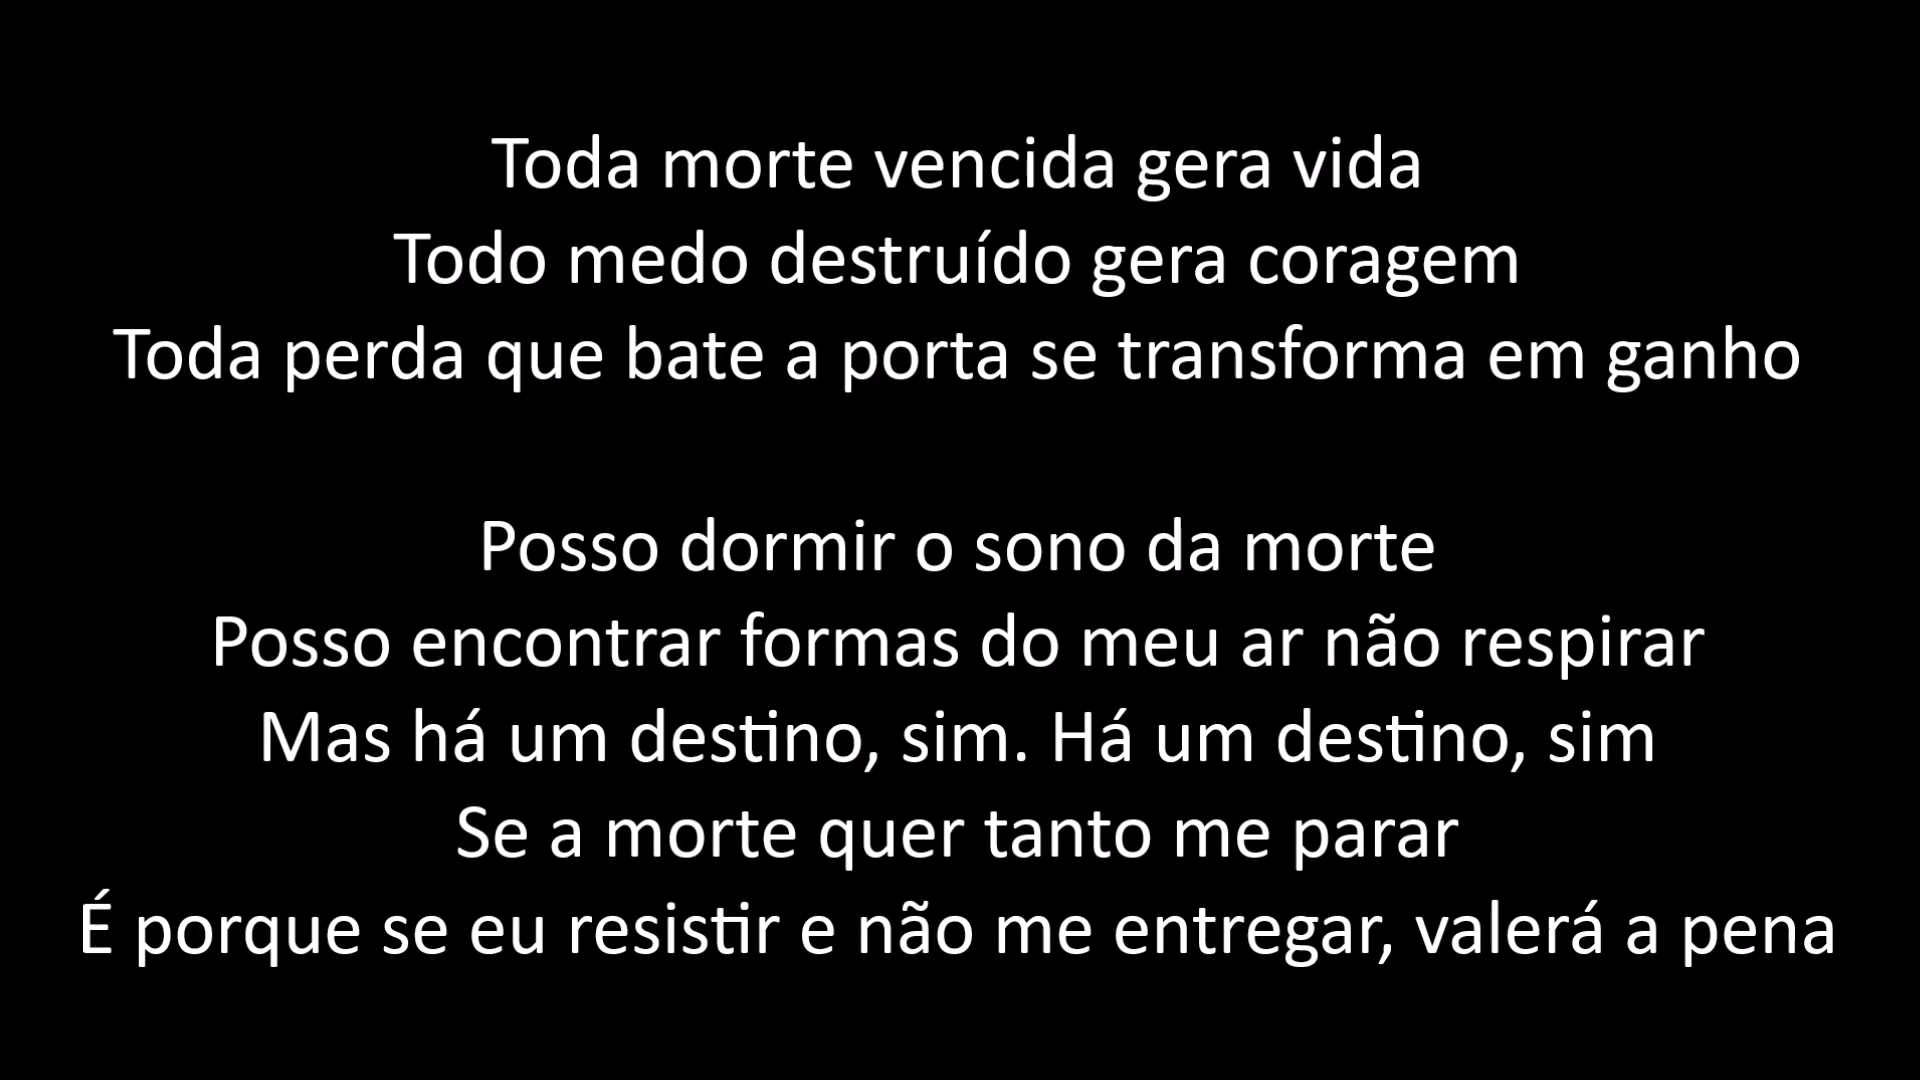 Toda morte vencida gera vida
Todo medo destruído gera coragem
Toda perda que bate a porta se transforma em ganho
Posso dormir o sono da morte
Posso encontrar formas do meu ar não respirar
Mas há um destino, sim. Há um destino, sim
Se a morte quer tanto me parar
É porque se eu resistir e não me entregar, valerá a pena